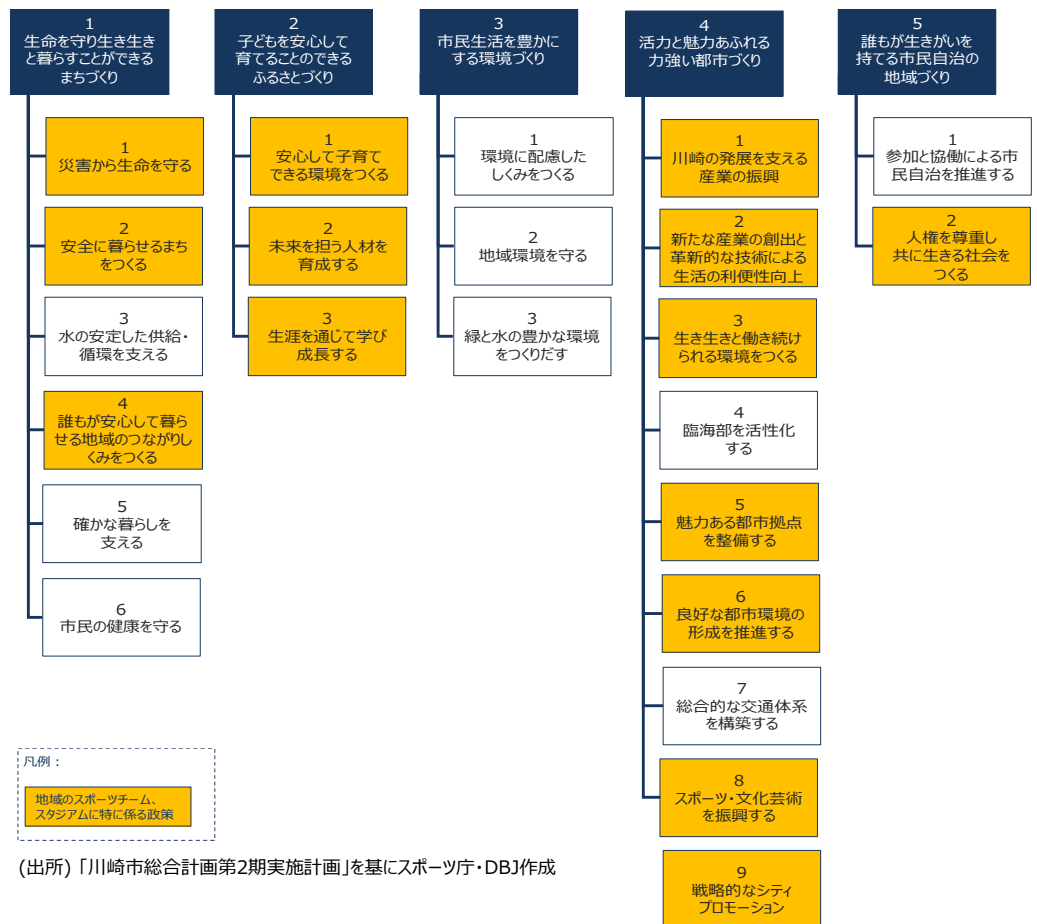 1
生命を守り生き生き
と暮らすことができる
まちづくり
1
災害から生命を守る
2
安全に暮らせるまち
をつくる
3
水の安定した供給・
循環を支える
4
誰もが安心して暮ら
せる地域のつながりし
くみをつくる
5
確かな暮らしを
支える
6
市民の健康を守る
2
子どもを安心して
育てることのできる
ふるさとづくり
1
安心して子育て
できる環境をつくる
2
未来を担う人材を
育成する
3
生涯を通じて学び
成長する
3
市民生活を豊かに
する環境づくり
1
環境に配慮した
しくみをつくる
2
地域環境を守る
3
緑と水の豊かな環境
をつくりだす
4
活力と魅力あふれる
力強い都市づくり
1
川崎の発展を支える
産業の振興
2
新たな産業の創出と
革新的な技術による
生活の利便性向上
3
生き生きと働き続け
られる環境をつくる
4
臨海部を活性化
する
5
魅力ある都市拠点
を整備する
6
良好な都市環境の
形成を推進する
7
総合的な交通体系
を構築する
8
スポーツ・文化芸術
を振興する
9
戦略的なシティ
プロモーション
5
誰もが生きがいを
持てる市民自治の
地域づくり
1
参加と協働による市
民自治を推進する
2
人権を尊重し
共に生きる社会を
つくる
凡例：
地域のスポーツチーム、
スタジアムに特に係る政策
(出所)「川崎市総合計画第2期実施計画」を基にスポーツ庁・DBJ作成